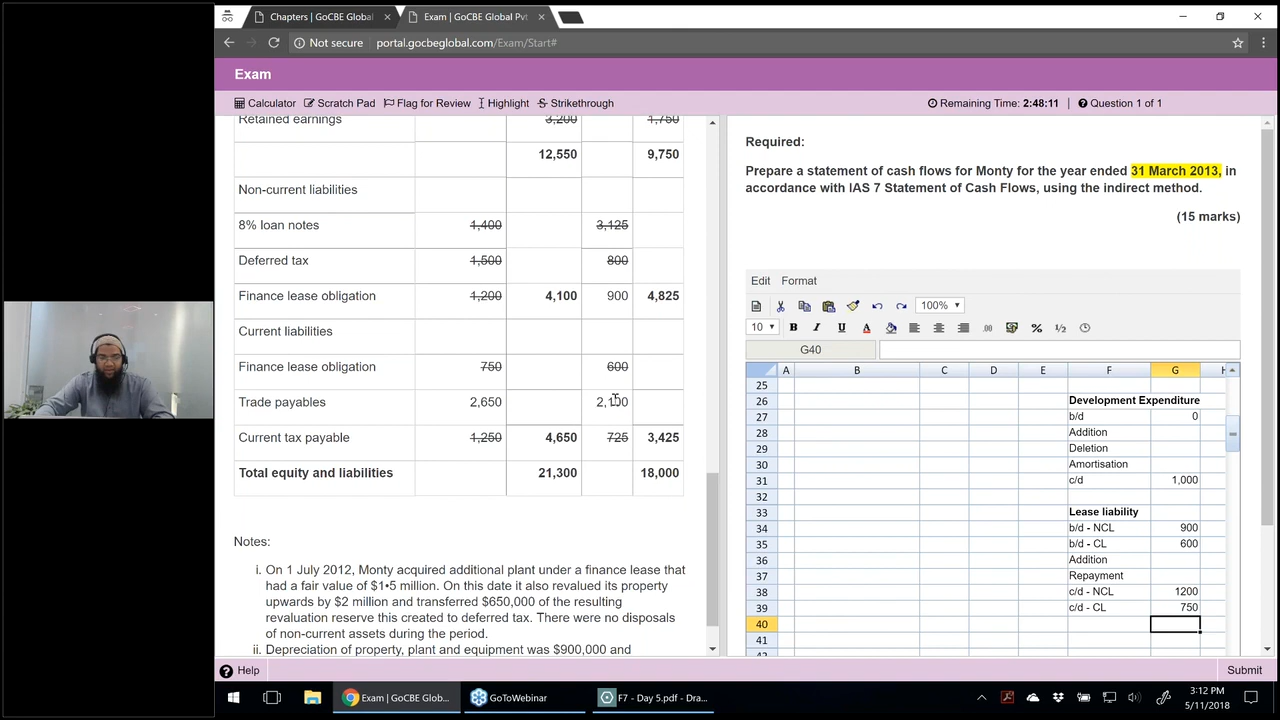 Chapters | GoCBE Global
Exam | GoCBE Global Pvt
Not secure
portal.gocbeglobal.com/Exam/Start#
Exam
Calculator Scratch Pad Flag for Review Highlight Strikethrough Remaining Time: 2:48:11 Question 1 of 1
Retained earnings 3,200 1,750
12,550 9,750
Non-current liabilities
8% loan notes 1,400 3,125
Deferred tax 1,500 800
Finance lease obligation 1,200 4,100 900 4,825
Current liabilities
Finance lease obligation 750 600
Trade payables 2,650 2,100
Current tax payable 1,250 4,650 725 3,425
Total equity and liabilities 21,300 18,000
Notes:
i. On 1 July 2012, Monty acquired additional plant under a finance lease that
had a fair value of $1•5 million. On this date it also revalued its property
upwards by $2 million and transferred $650,000 of the resulting
revaluation reserve this created to deferred tax. There were no disposals
of non-current assets during the period.
ii. Depreciation of property, plant and equipment was $900,000 and
Required:
Prepare a statement of cash flows for Monty for the year ended 31 March 2013, in
accordance with IAS 7 Statement of Cash Flows, using the indirect method.
(15 marks)
Edit Format
100%
10 B I U A .00 % 1/2
G40
A B C D E F G H
25
26 Development Expenditure
27 b/d 0
28 Addition
29 Deletion
30 Amortisation
31 c/d 1,000
32
33 Lease liability
34 b/d - NCL 900
35 b/d - CL 600
36 Addition
37 Repayment
38 c/d - NCL 1200
39 c/d - CL 750
40
41
42
Help Submit
Exam | GoCBE Glob...
GoToWebinar
F7 - Day 5.pdf - Dra...
3:12 PM
5/11/2018